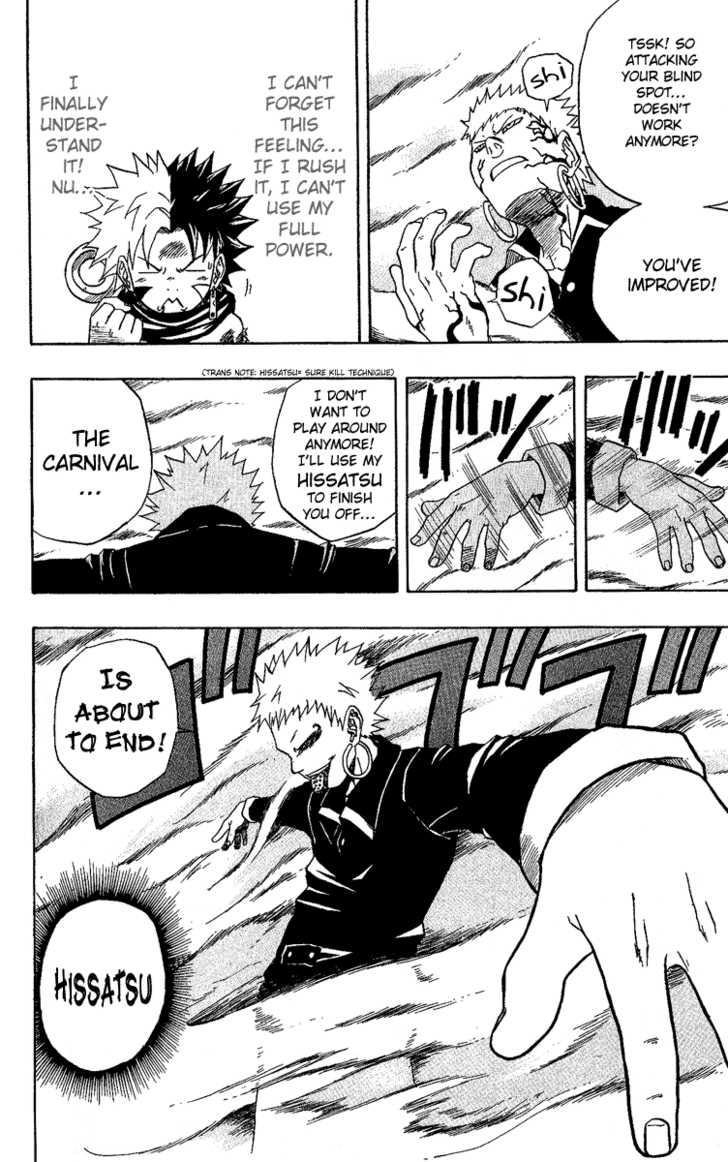 TSSK! SO
ATTACKING
YOUR BLIND
SPOT...
DOESN'T
WORK
ANYMORE?
Shi
YOU'VE
IMPROVED!
Shi
I CAN'T
FORGET
THIS
FEELING...
IF I RUSH
IT, I CAN'T
USE MY
FULL
POWER.
I
FINALLY
UNDER-
STAND
IT!
NU...
(TRANS NOTE: HISSATSU= SURE KILL TECHNIQUE)
I DON'T
WANT TO
PLAY AROUND
ANYMORE!
I'LL USE MY
HISSATSU
TO FINISH
YOU OFF...
THE
CARNIVAL
...
IS
ABOUT
TO END!
HISSATSU